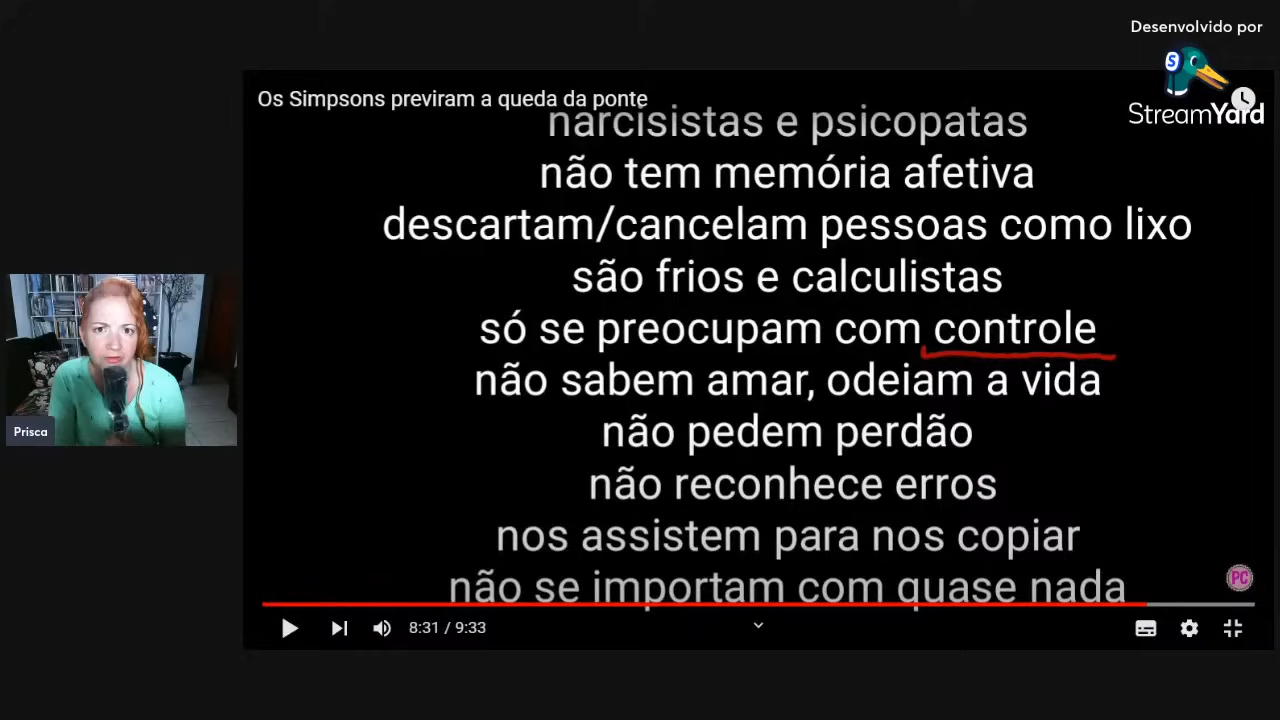 Desenvolvido por
S
StreamYard
Os Simpsons previram a queda da ponte
narcisistas e psicopatas
não tem memória afetiva
descartam/cancelam pessoas como lixo
são frios e calculistas
só se preocupam com controle
não sabem amar, odeiam a vida
não pedem perdão
não reconhece erros
nos assistem para nos copiar
não se importam com quase nada
Prisca
PC
8:31 / 9:33